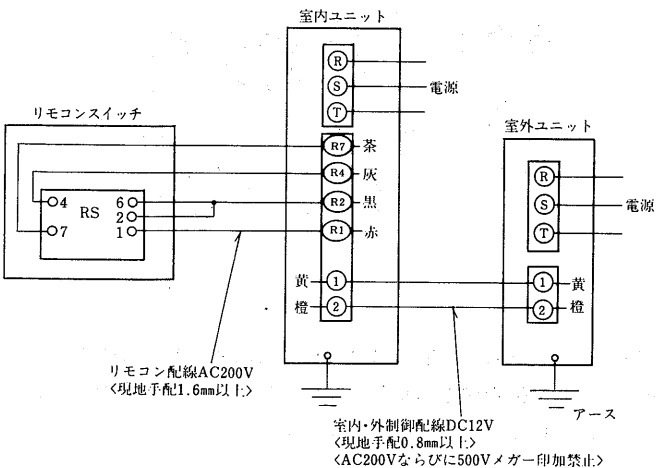 室内ユニット
R
S
電源
T
リモコンスイッチ
室外ユニット
R7 茶
R4 灰
R2 黒
R1 赤
4 RS 6
2
7 1
R
S
電源
T
黄 1
橙 2
1 黄
2 橙
リモコン配線AC200V
<現地手配1.6mm以上>
アース
室内・外制御配線DC12V
<現地手配0.8mm以上>
<AC200Vならびに500Vメガー印加禁止>